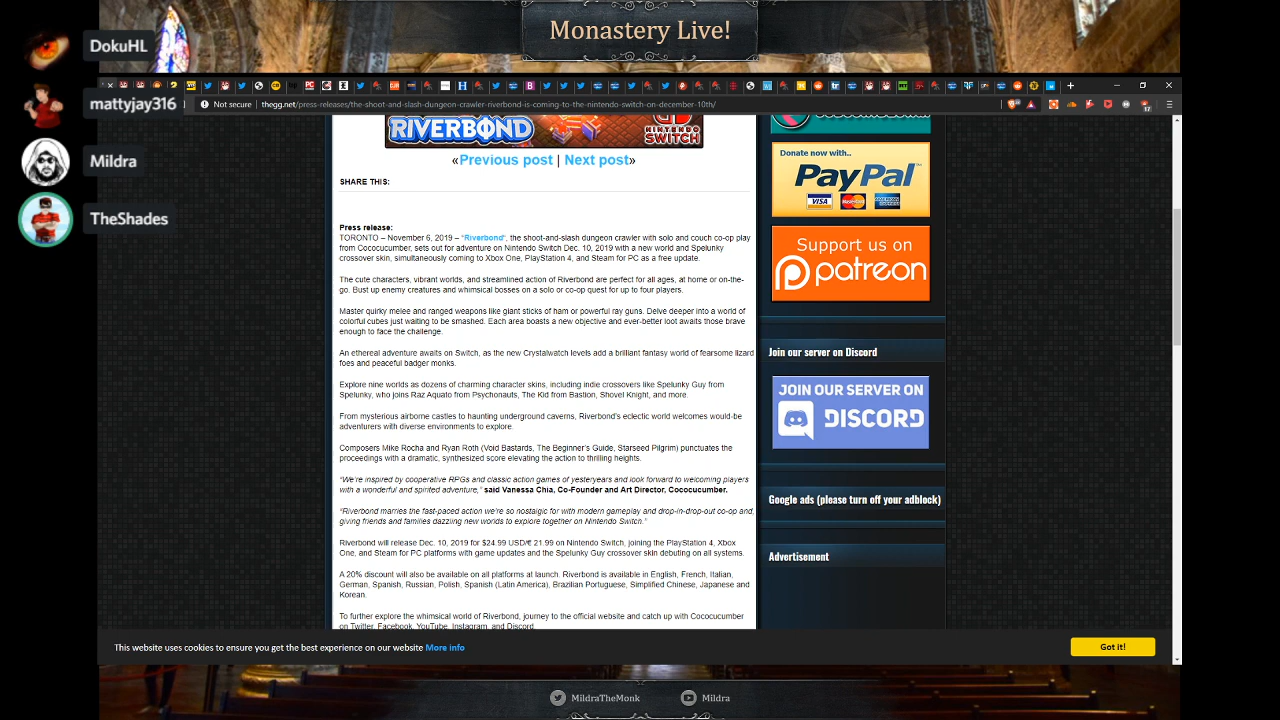 Monastery Live!
DokuHL
mattyjay316
Mildra
TheShades
Not secure | thegg.net/press-releases/the-shoot-and-slash-dungeon-crawler-riverbond-is-coming-to-the-nintendo-switch-on-december-10th/
RIVERBOND
NINTENDO
SWITCH
«Previous post | Next post»
SHARE THIS:
Press release:
TORONTO – November 6, 2019 – “Riverbond”, the shoot-and-slash dungeon crawler with solo and couch co-op play
from Cococucumber, sets out for adventure on Nintendo Switch Dec. 10, 2019 with a new world and Spelunky
crossover skin, simultaneously coming to Xbox One, PlayStation 4, and Steam for PC as a free update.
The cute characters, vibrant worlds, and streamlined action of Riverbond are perfect for all ages, at home or on-the-
go. Bust up enemy creatures and whimsical bosses on a solo or co-op quest for up to four players.
Master quirky melee and ranged weapons like giant sticks of ham or powerful ray guns. Delve deeper into a world of
colorful cubes just waiting to be smashed. Each area boasts a new objective and ever-better loot awaits those brave
enough to face the challenge.
An ethereal adventure awaits on Switch, as the new Crystalwatch levels add a brilliant fantasy world of fearsome lizard
foes and peaceful badger monks.
Explore nine worlds as dozens of charming character skins, including indie crossovers like Spelunky Guy from
Spelunky, who joins Raz Aquato from Psychonauts, The Kid from Bastion, Shovel Knight, and more.
From mysterious airborne castles to haunting underground caverns, Riverbond’s eclectic world welcomes would-be
adventurers with diverse environments to explore.
Composers Mike Rocha and Ryan Roth (Void Bastards, The Beginner’s Guide, Starseed Pilgrim) punctuates the
proceedings with a dramatic, synthesized score elevating the action to thrilling heights.
“We’re inspired by cooperative RPGs and classic action games of yesteryears and look forward to welcoming players
with a wonderful and spirited adventure,” said Vanessa Chia, Co-Founder and Art Director, Cococucumber.
“Riverbond marries the fast-paced action we’re so nostalgic for with modern gameplay and drop-in-drop-out co-op and,
giving friends and families dazzling new worlds to explore together on Nintendo Switch.”
Riverbond will release Dec. 10, 2019 for $24.99 USD/€ 21.99 on Nintendo Switch, joining the PlayStation 4, Xbox
One, and Steam for PC platforms with game updates and the Spelunky Guy crossover skin debuting on all systems.
A 20% discount will also be available on all platforms at launch. Riverbond is available in English, French, Italian,
German, Spanish, Russian, Polish, Spanish (Latin America), Brazilian Portuguese, Simplified Chinese, Japanese and
Korean.
To further explore the whimsical world of Riverbond, journey to the official website and catch up with Cococucumber
on Twitter, Facebook, YouTube, Instagram, and Discord.
Donate now with..
PayPal
VISA
Support us on
patreon
Join our server on Discord
JOIN OUR SERVER ON
DISCORD
Google ads (please turn off your adblock)
Advertisement
This website uses cookies to ensure you get the best experience on our website More info
Got it!
MildraTheMonk
Mildra